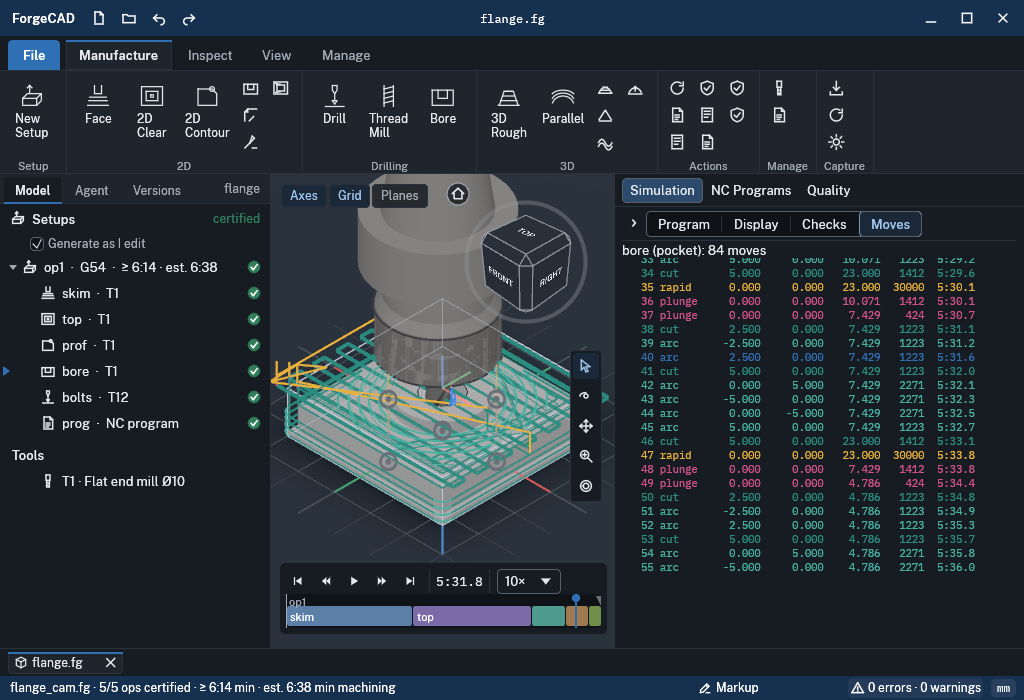 ForgeCAD flange.fg
File Manufacture Inspect View Manage
New Setup
Face
2D Clear
2D Contour
Drill
Thread Mill
Bore
3D Rough
Parallel
Setup 2D Drilling 3D Actions Manage Capture
Model Agent Versions flange
Setups certified
Generate as I edit
op1 · G54 · ≥ 6:14 · est. 6:38
skim · T1
top · T1
prof · T1
bore · T1
bolts · T12
prog · NC program
Tools
T1 · Flat end mill Ø10
Axes Grid Planes
TOP
FRONT RIGHT
5:31.8 10×
op1
skim top
Simulation NC Programs Quality
Program Display Checks Moves
bore (pocket): 84 moves
33 arc 5.000 0.000 10.071 1223 5:29.2
34 cut 5.000 0.000 23.000 1412 5:29.6
35 rapid 0.000 0.000 23.000 30000 5:30.1
36 plunge 0.000 0.000 10.071 1412 5:30.1
37 plunge 0.000 0.000 7.429 424 5:30.7
38 cut 2.500 0.000 7.429 1223 5:31.1
39 arc -2.500 0.000 7.429 1223 5:31.2
40 arc 2.500 0.000 7.429 1223 5:31.6
41 cut 5.000 0.000 7.429 1223 5:32.0
42 arc 0.000 5.000 7.429 2271 5:32.1
43 arc -5.000 0.000 7.429 2271 5:32.3
44 arc 0.000 -5.000 7.429 2271 5:32.5
45 arc 5.000 0.000 7.429 2271 5:32.7
46 cut 5.000 0.000 23.000 1412 5:33.1
47 rapid 0.000 0.000 23.000 30000 5:33.8
48 plunge 0.000 0.000 7.429 1412 5:33.8
49 plunge 0.000 0.000 4.786 424 5:34.4
50 cut 2.500 0.000 4.786 1223 5:34.8
51 arc -2.500 0.000 4.786 1223 5:34.9
52 arc 2.500 0.000 4.786 1223 5:35.3
53 cut 5.000 0.000 4.786 1223 5:35.7
54 arc 0.000 5.000 4.786 2271 5:35.8
55 arc -5.000 0.000 4.786 2271 5:36.0
flange.fg
flange_cam.fg · 5/5 ops certified · ≥ 6:14 min · est. 6:38 min machining Markup 0 errors · 0 warnings mm